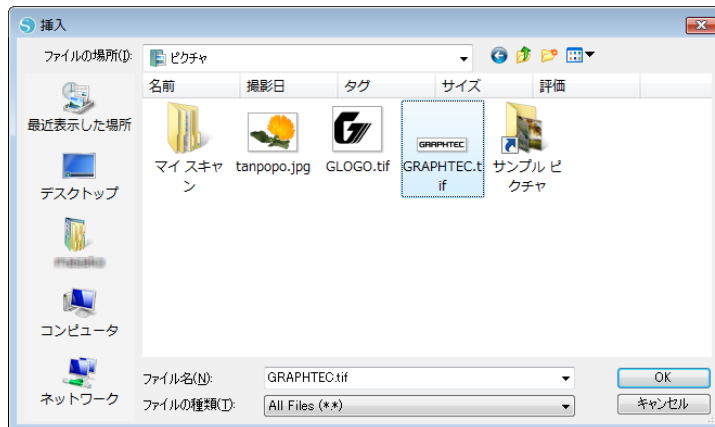 挿入
ファイルの場所(I):
ピクチャ
名前 撮影日 タグ サイズ 評価
最近表示した場所
デスクトップ
コンピュータ
ネットワーク
マイ スキャ
ン
tanpopo.jpg
GLOGO.tif
GRAPHTEC
GRAPHTEC.t
if
サンプル ピ
クチャ
ファイル名(N): GRAPHTEC.tif
OK
ファイルの種類(T): All Files (*.*)
キャンセル